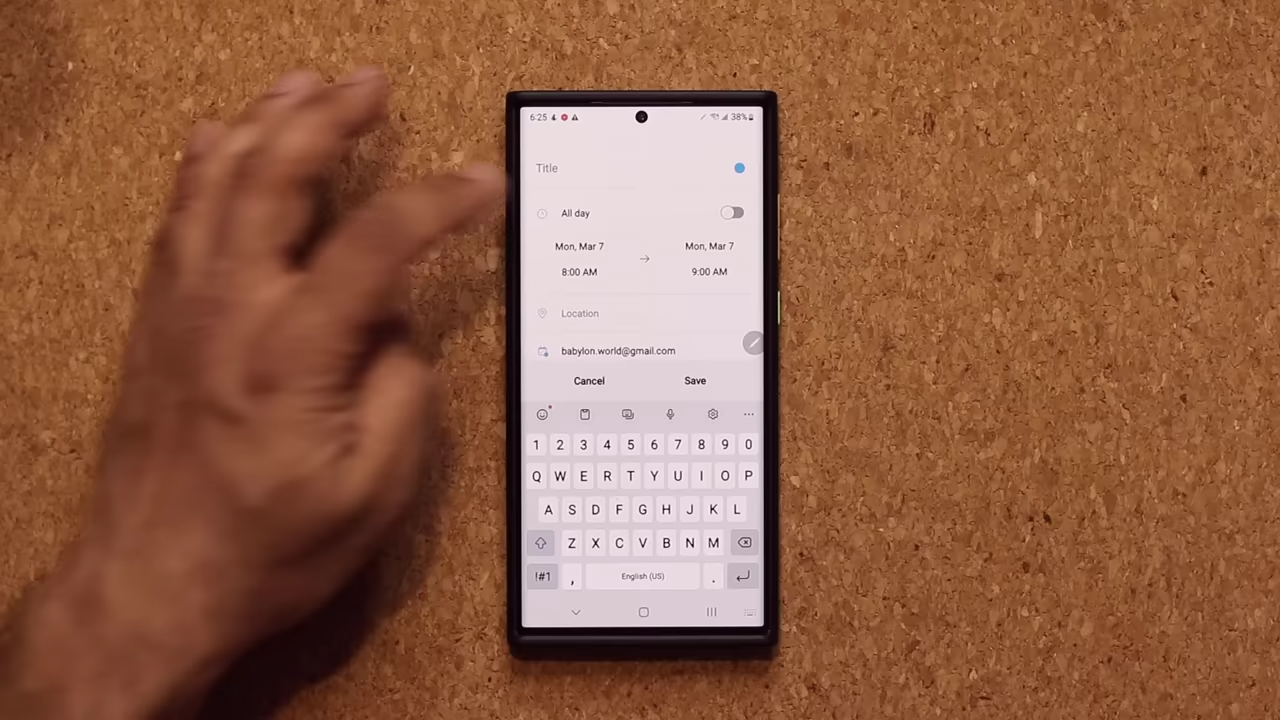 6:25 38%
Title
All day
Mon, Mar 7 Mon, Mar 7
8:00 AM 9:00 AM
Location
babylon.world@gmail.com
Cancel Save
1 2 3 4 5 6 7 8 9 0
Q W E R T Y U I O P
A S D F G H J K L
Z X C V B N M
!#1 , English (US) .